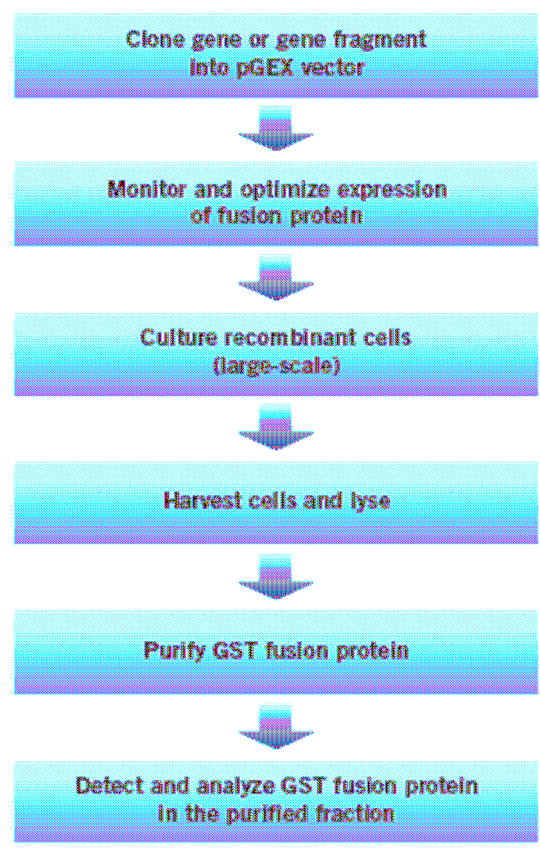 Clone gene or gene fragment
into pGEX vector
Monitor and optimize expression
of fusion protein
Culture recombinant cells
(large-scale)
Harvest cells and lyse
Purify GST fusion protein
Detect and analyze GST fusion protein
in the purified fraction